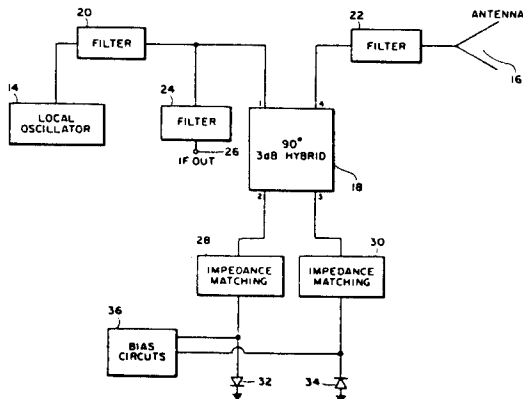 20
FILTER
22
FILTER
ANTENNA
16
14
LOCAL
OSCILLATOR
24
FILTER
26
IF OUT
1
4
90°
3dB HYBRID
18
2
3
28
IMPEDANCE
MATCHING
30
IMPEDANCE
MATCHING
36
BIAS
CIRCUTS
32
34